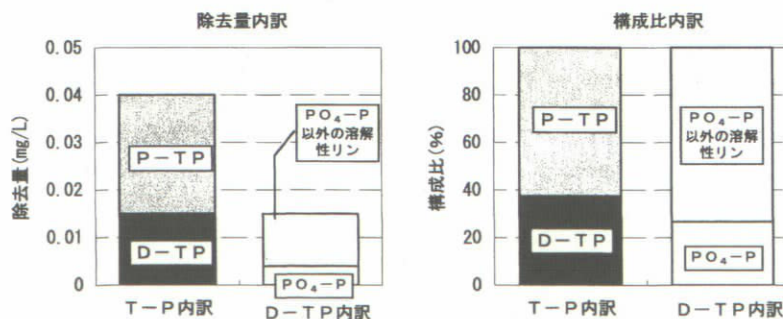 除去量内訳
除去量(mg/L)
0.05
0.04
0.03
0.02
0.01
0
P－TP
D－TP
PO₄－P
以外の溶解
性リン
PO₄－P
T－P内訳
D－TP内訳
構成比内訳
構成比(%)
100
80
60
40
20
0
P－TP
D－TP
PO₄－P
以外の溶解
性リン
PO₄－P
T－P内訳
D－TP内訳